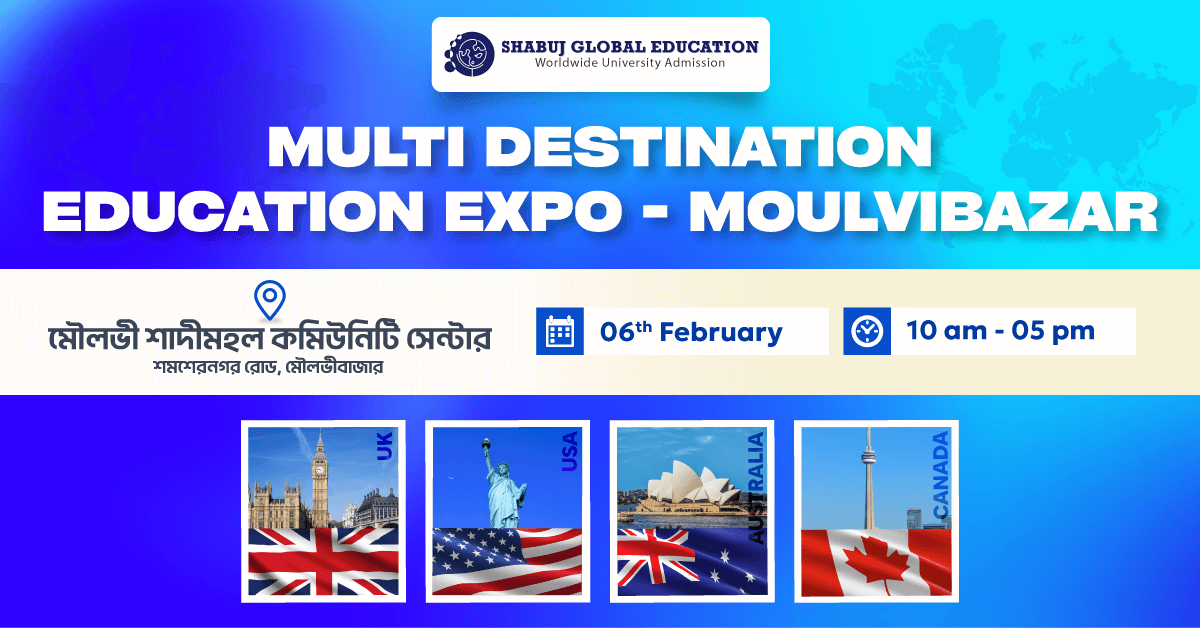 SHABUJ GLOBAL EDUCATION
Worldwide University Admission
MULTI DESTINATION
EDUCATION EXPO - MOULVIBAZAR
মৌলভী শাদীমহল কমিউনিটি সেন্টার
শমশেরনগর রোড, মৌলভীবাজার
06th February
10 am - 05 pm
UK
USA
AUSTRALIA
CANADA